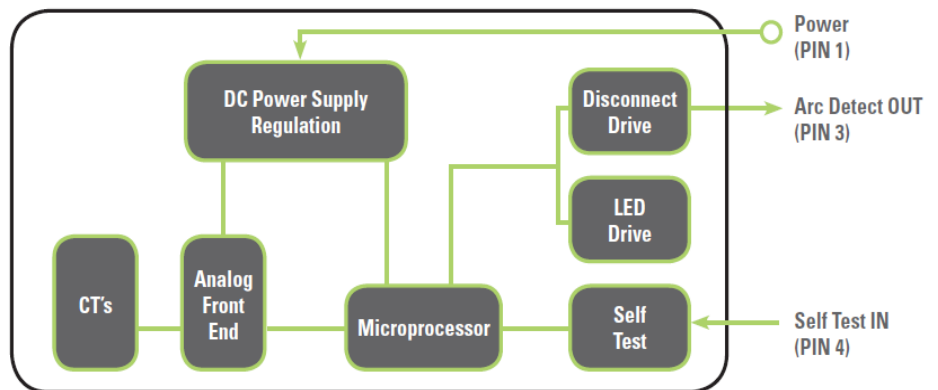 Power
(PIN 1)
DC Power Supply
Regulation
Disconnect
Drive
Arc Detect OUT
(PIN 3)
LED
Drive
CT's
Analog
Front
End
Microprocessor
Self
Test
Self Test IN
(PIN 4)